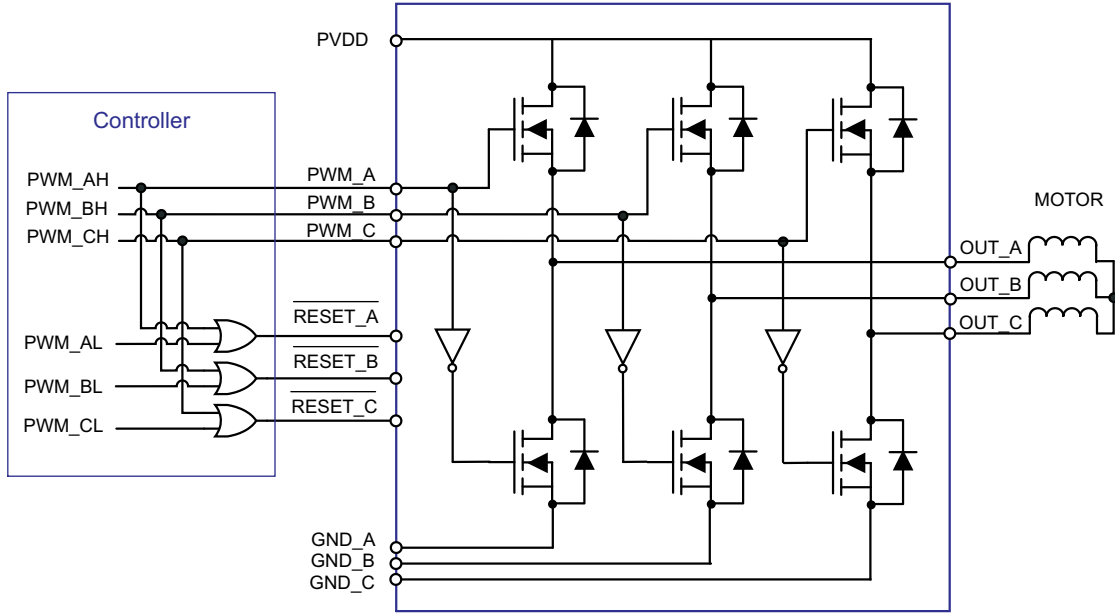 PVDD
Controller
PWM_AH
PWM_BH
PWM_CH
PWM_AL
PWM_BL
PWM_CL
PWM_A
PWM_B
PWM_C
RESET_A
RESET_B
RESET_C
GND_A
GND_B
GND_C
MOTOR
OUT_A
OUT_B
OUT_C